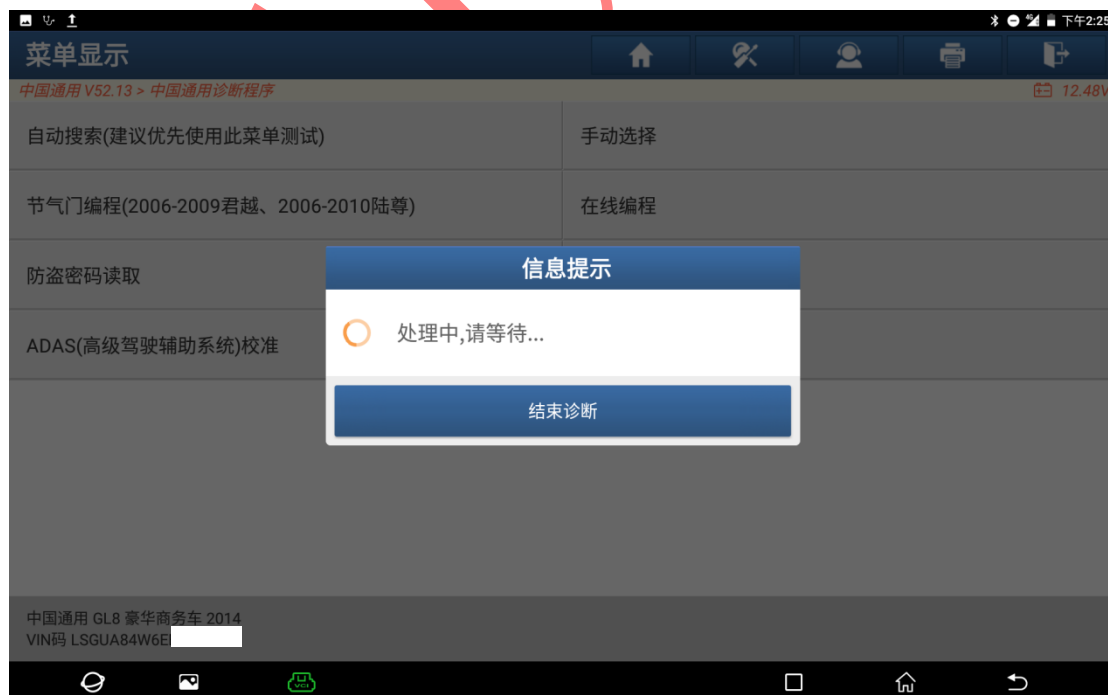 下午2:25
菜单显示
中国通用 V52.13 > 中国通用诊断程序
12.48V
自动搜索(建议优先使用此菜单测试)
手动选择
节气门编程(2006-2009君越、2006-2010陆尊)
在线编程
防盗密码读取
ADAS(高级驾驶辅助系统)校准
信息提示
处理中,请等待...
结束诊断
中国通用 GL8 豪华商务车 2014
VIN码 LSGUA84W6E
VCI